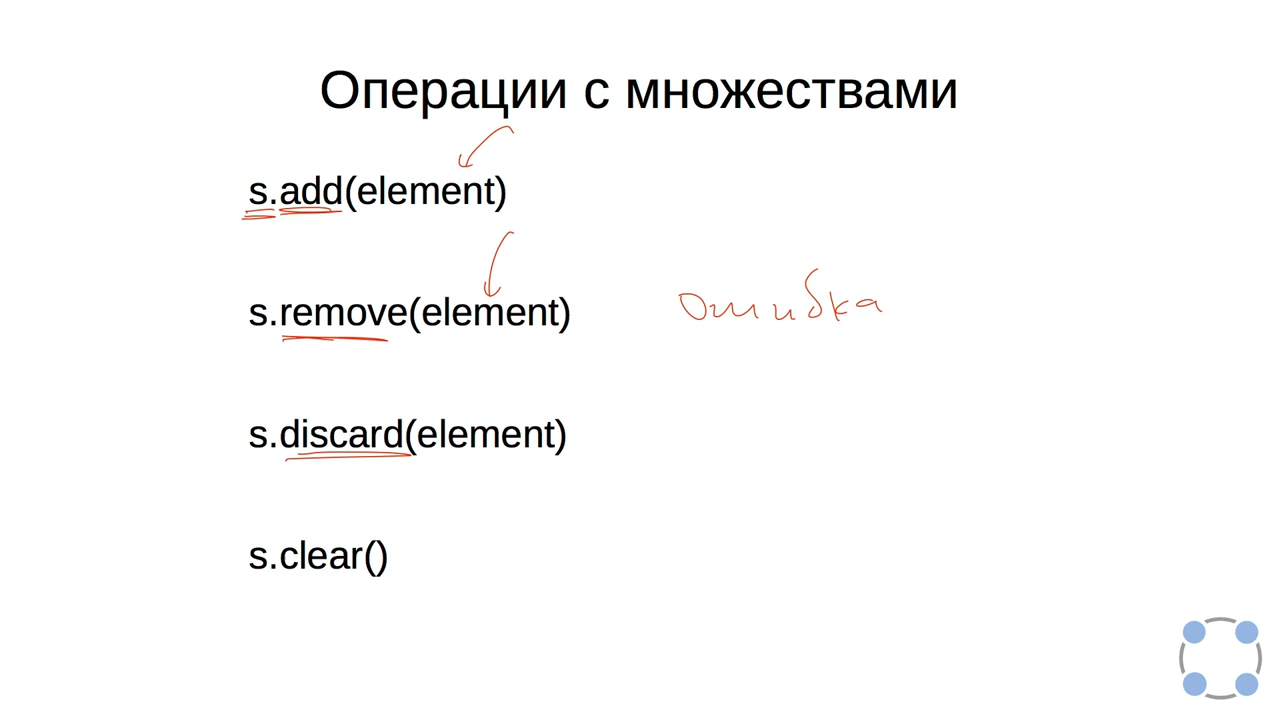 Операции с множествами
s.add(element)
s.remove(element) ошибка
s.discard(element)
s.clear()